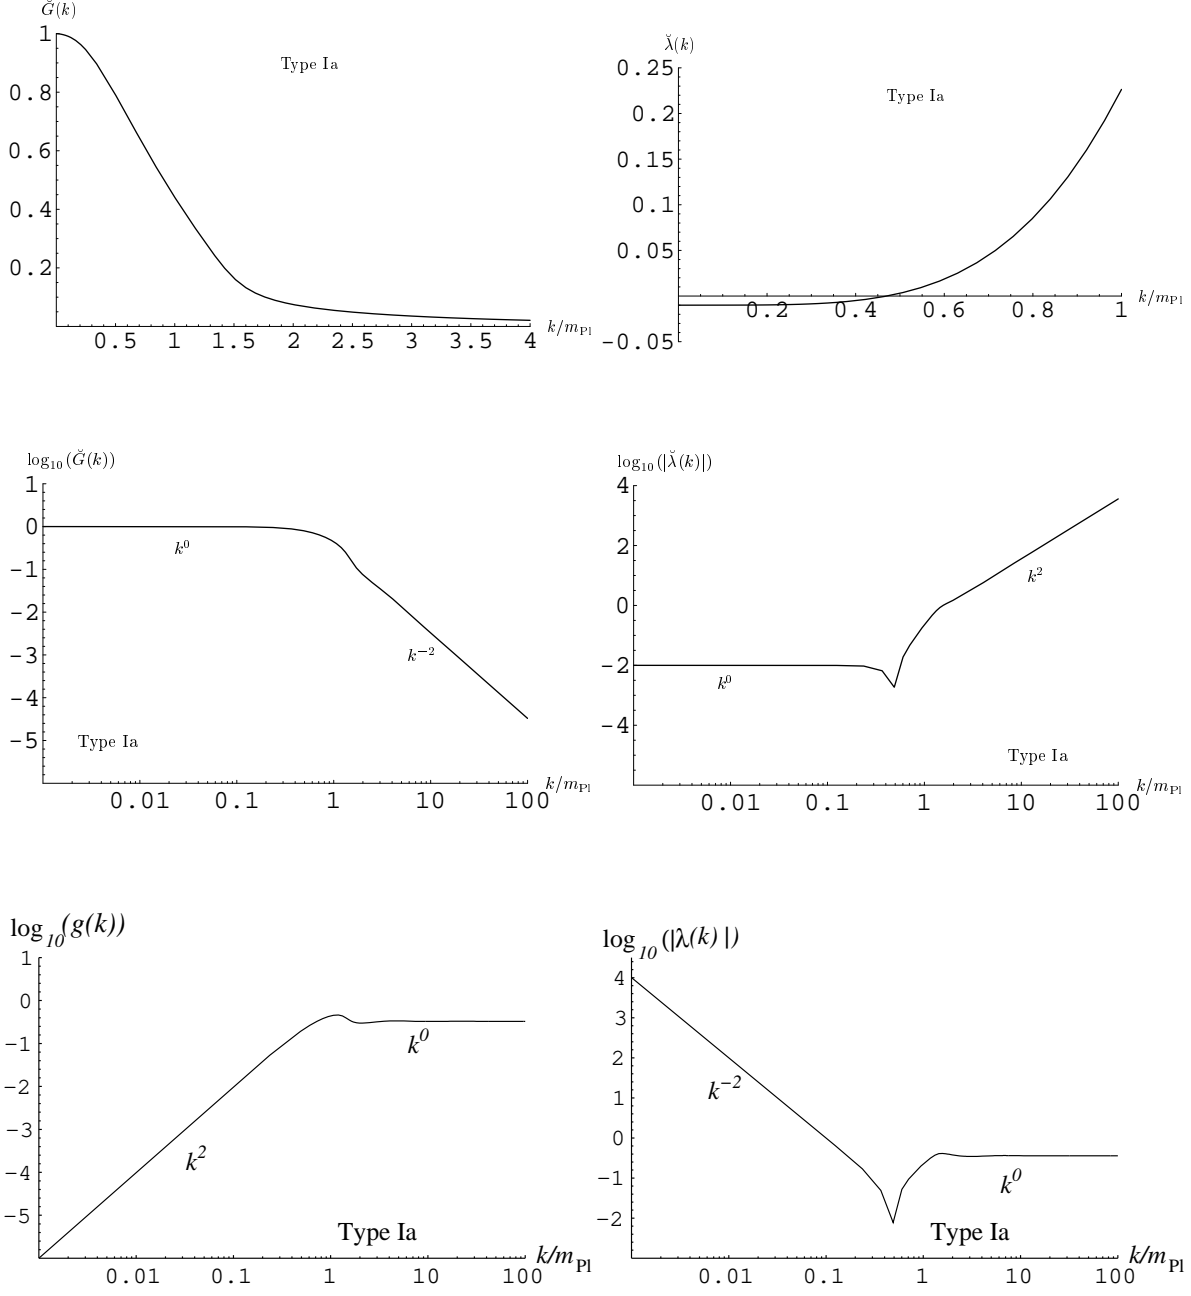 Ğ(k)
Type Ia
1
0.8
0.6
0.4
0.2
0.5 1 1.5 2 2.5 3 3.5 4
k/m_Pl
λ̆(k)
Type Ia
0.25
0.2
0.15
0.1
0.05
-0.05
0.2 0.4 0.6 0.8 1
k/m_Pl
log₁₀(Ğ(k))
1
0
-1
-2
-3
-4
-5
k⁰
k⁻²
Type Ia
0.01 0.1 1 10 100
k/m_Pl
log₁₀(|λ̆(k)|)
4
2
0
-2
-4
k⁰
k²
Type Ia
0.01 0.1 1 10 100
k/m_Pl
log₁₀(g(k))
1
0
-1
-2
-3
-4
-5
k⁰
k²
Type Ia
0.01 0.1 1 10 100
k/m_Pl
log₁₀(|λ(k)|)
4
3
2
1
0
-1
-2
k⁻²
k⁰
Type Ia
0.01 0.1 1 10 100
k/m_Pl